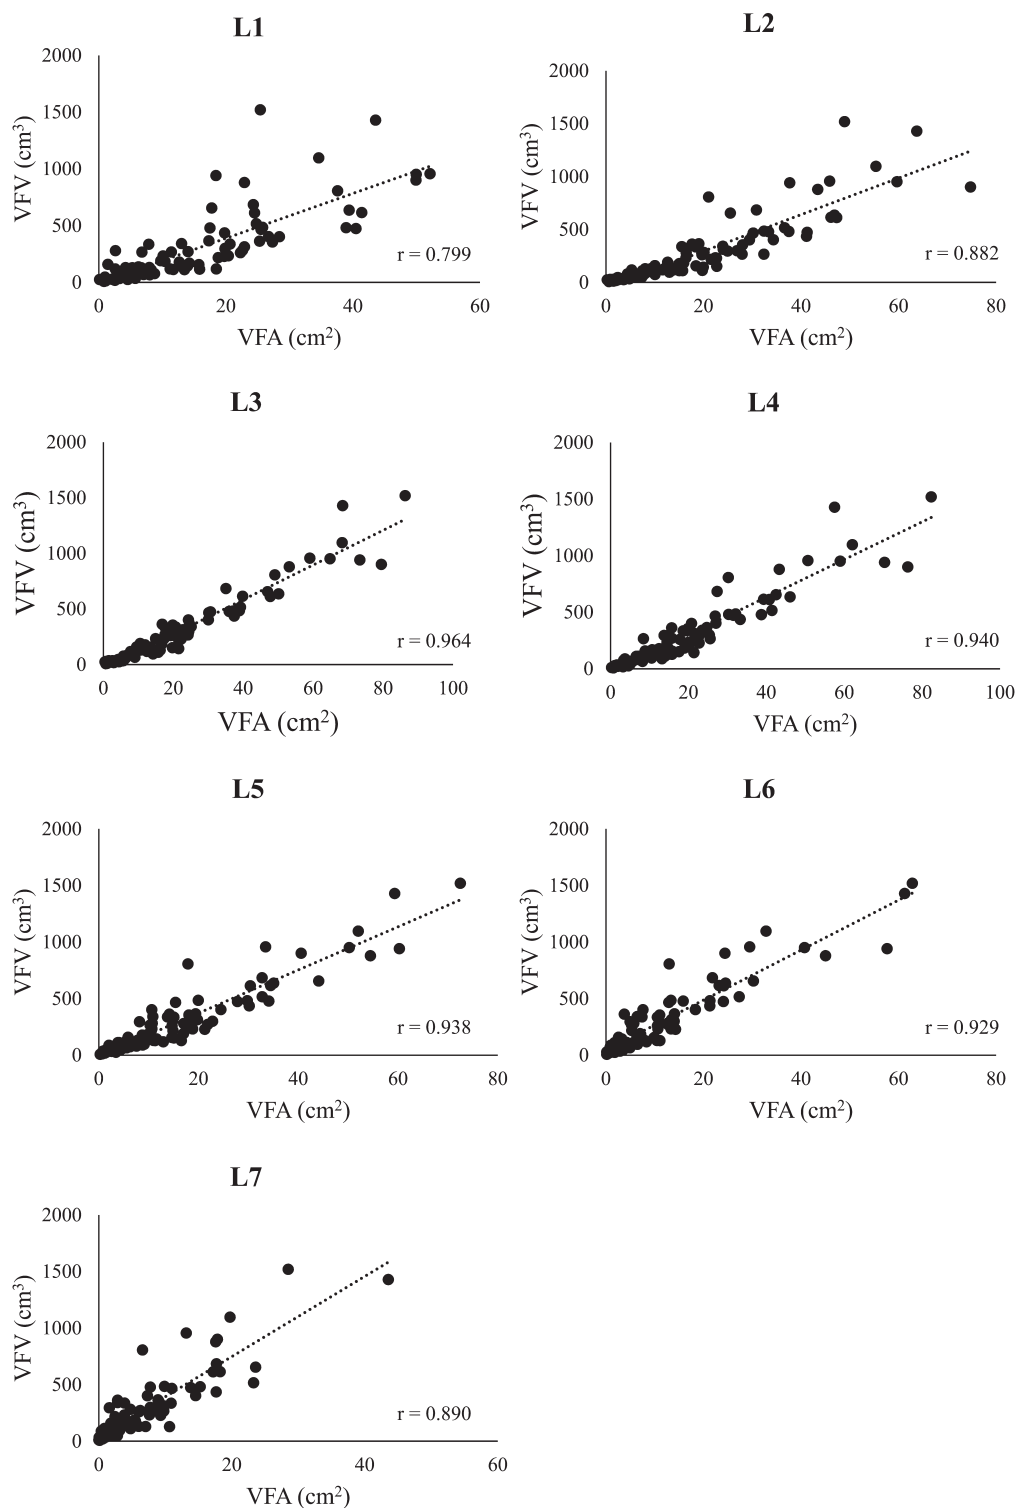 L1
2000
1500
1000
500
0
VFV (cm³)
r = 0.799
0 20 40 60
VFA (cm²)
L2
2000
1500
1000
500
0
VFV (cm³)
r = 0.882
0 20 40 60 80
VFA (cm²)
L3
2000
1500
1000
500
0
VFV (cm³)
r = 0.964
0 20 40 60 80 100
VFA (cm²)
L4
2000
1500
1000
500
0
VFV (cm³)
r = 0.940
0 20 40 60 80 100
VFA (cm²)
L5
2000
1500
1000
500
0
VFV (cm³)
r = 0.938
0 20 40 60 80
VFA (cm²)
L6
2000
1500
1000
500
0
VFV (cm³)
r = 0.929
0 20 40 60 80
VFA (cm²)
L7
2000
1500
1000
500
0
VFV (cm³)
r = 0.890
0 20 40 60
VFA (cm²)